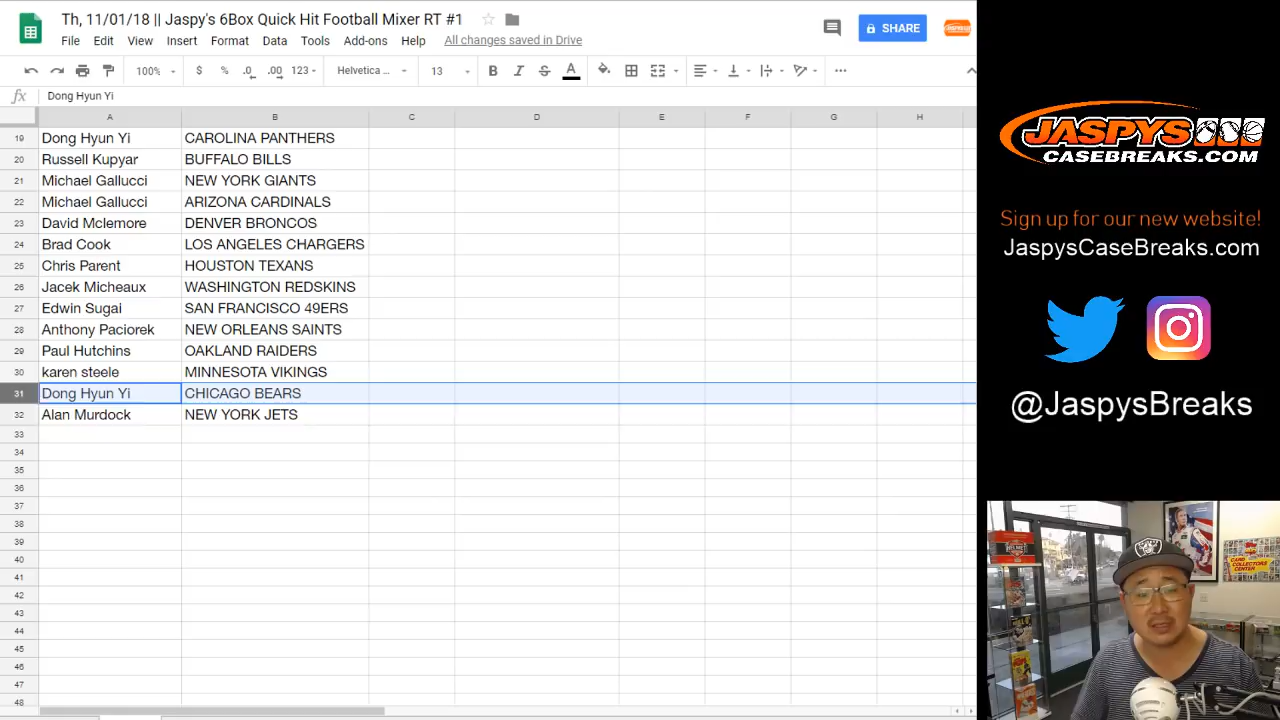 Th, 11/01/18 || Jaspy's 6Box Quick Hit Football Mixer RT #1
File Edit View Insert Format Data Tools Add-ons Help All changes saved in Drive
SHARE
100% $ % .0 .00 123 Helvetica ... 13 B I S A
fx Dong Hyun Yi
A B C D E F G H
19 Dong Hyun Yi CAROLINA PANTHERS
20 Russell Kupyar BUFFALO BILLS
21 Michael Gallucci NEW YORK GIANTS
22 Michael Gallucci ARIZONA CARDINALS
23 David Mclemore DENVER BRONCOS
24 Brad Cook LOS ANGELES CHARGERS
25 Chris Parent HOUSTON TEXANS
26 Jacek Micheaux WASHINGTON REDSKINS
27 Edwin Sugai SAN FRANCISCO 49ERS
28 Anthony Paciorek NEW ORLEANS SAINTS
29 Paul Hutchins OAKLAND RAIDERS
30 karen steele MINNESOTA VIKINGS
31 Dong Hyun Yi CHICAGO BEARS
32 Alan Murdock NEW YORK JETS
33
34
35
36
37
38
39
40
41
42
43
44
45
46
47
48
JASPYS
CASEBREAKS.COM
Sign up for our new website!
JaspysCaseBreaks.com
@JaspysBreaks
CARD
COLLECTORS
CENTER